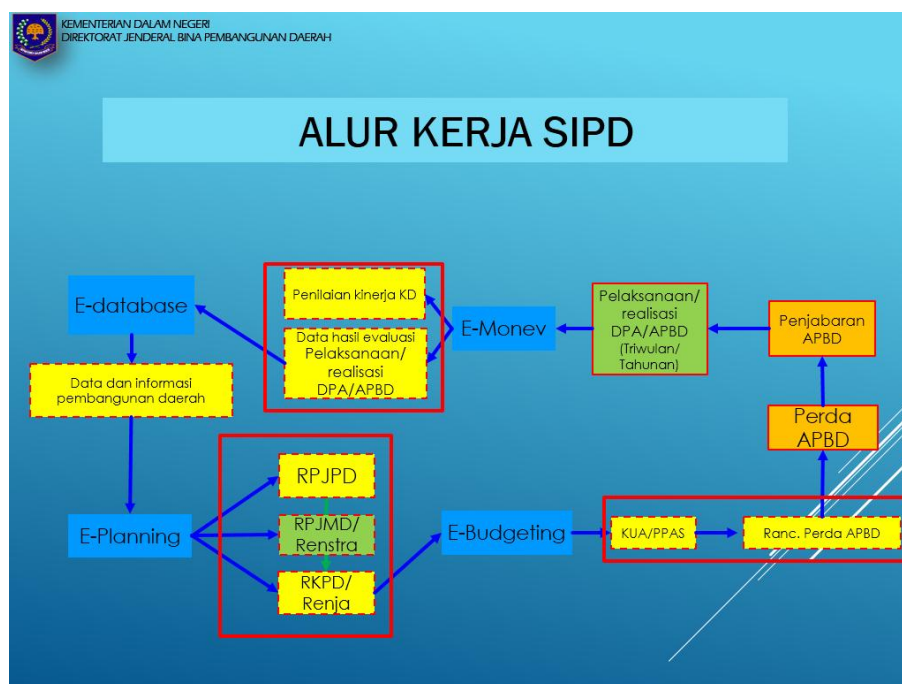 KEMENTERIAN DALAM NEGERI
DIREKTORAT JENDERAL BINA PEMBANGUNAN DAERAH
ALUR KERJA SIPD
E-database
Penilaian kinerja KD
Data hasil evaluasi
Pelaksanaan/
realisasi
DPA/APBD
E-Monev
Pelaksanaan/
realisasi
DPA/APBD
(Triwulan/
Tahunan)
Penjabaran
APBD
Data dan informasi
pembangunan daerah
Perda
APBD
E-Planning
RPJPD
RPJMD/
Renstra
RKPD/
Renja
E-Budgeting
KUA/PPAS
Ranc. Perda APBD